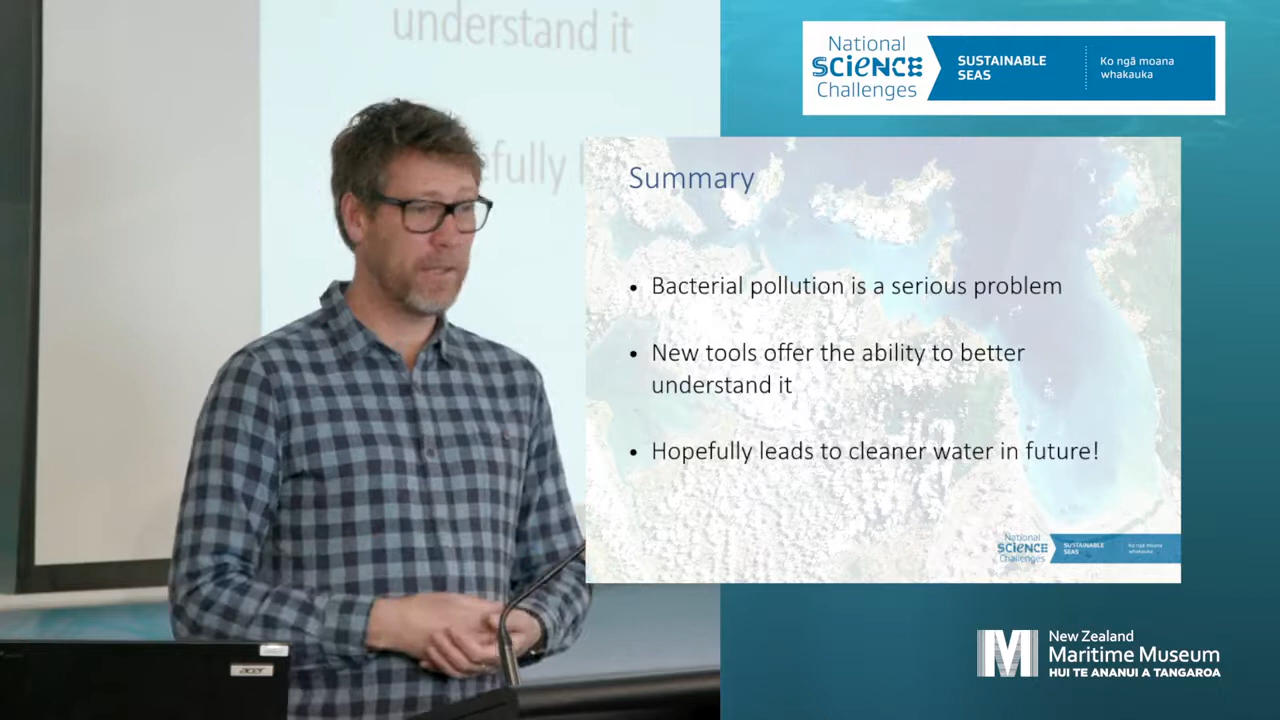 understand it
efully l
National
SCIENCE
Challenges
SUSTAINABLE
SEAS
Ko ngā moana
whakauka
Summary
• Bacterial pollution is a serious problem
• New tools offer the ability to better
understand it
• Hopefully leads to cleaner water in future!
National
SCIENCE
Challenges
SUSTAINABLE
SEAS
Ko ngā moana
whakauka
acer
M
New Zealand
Maritime Museum
HUI TE ANANUI A TANGAROA